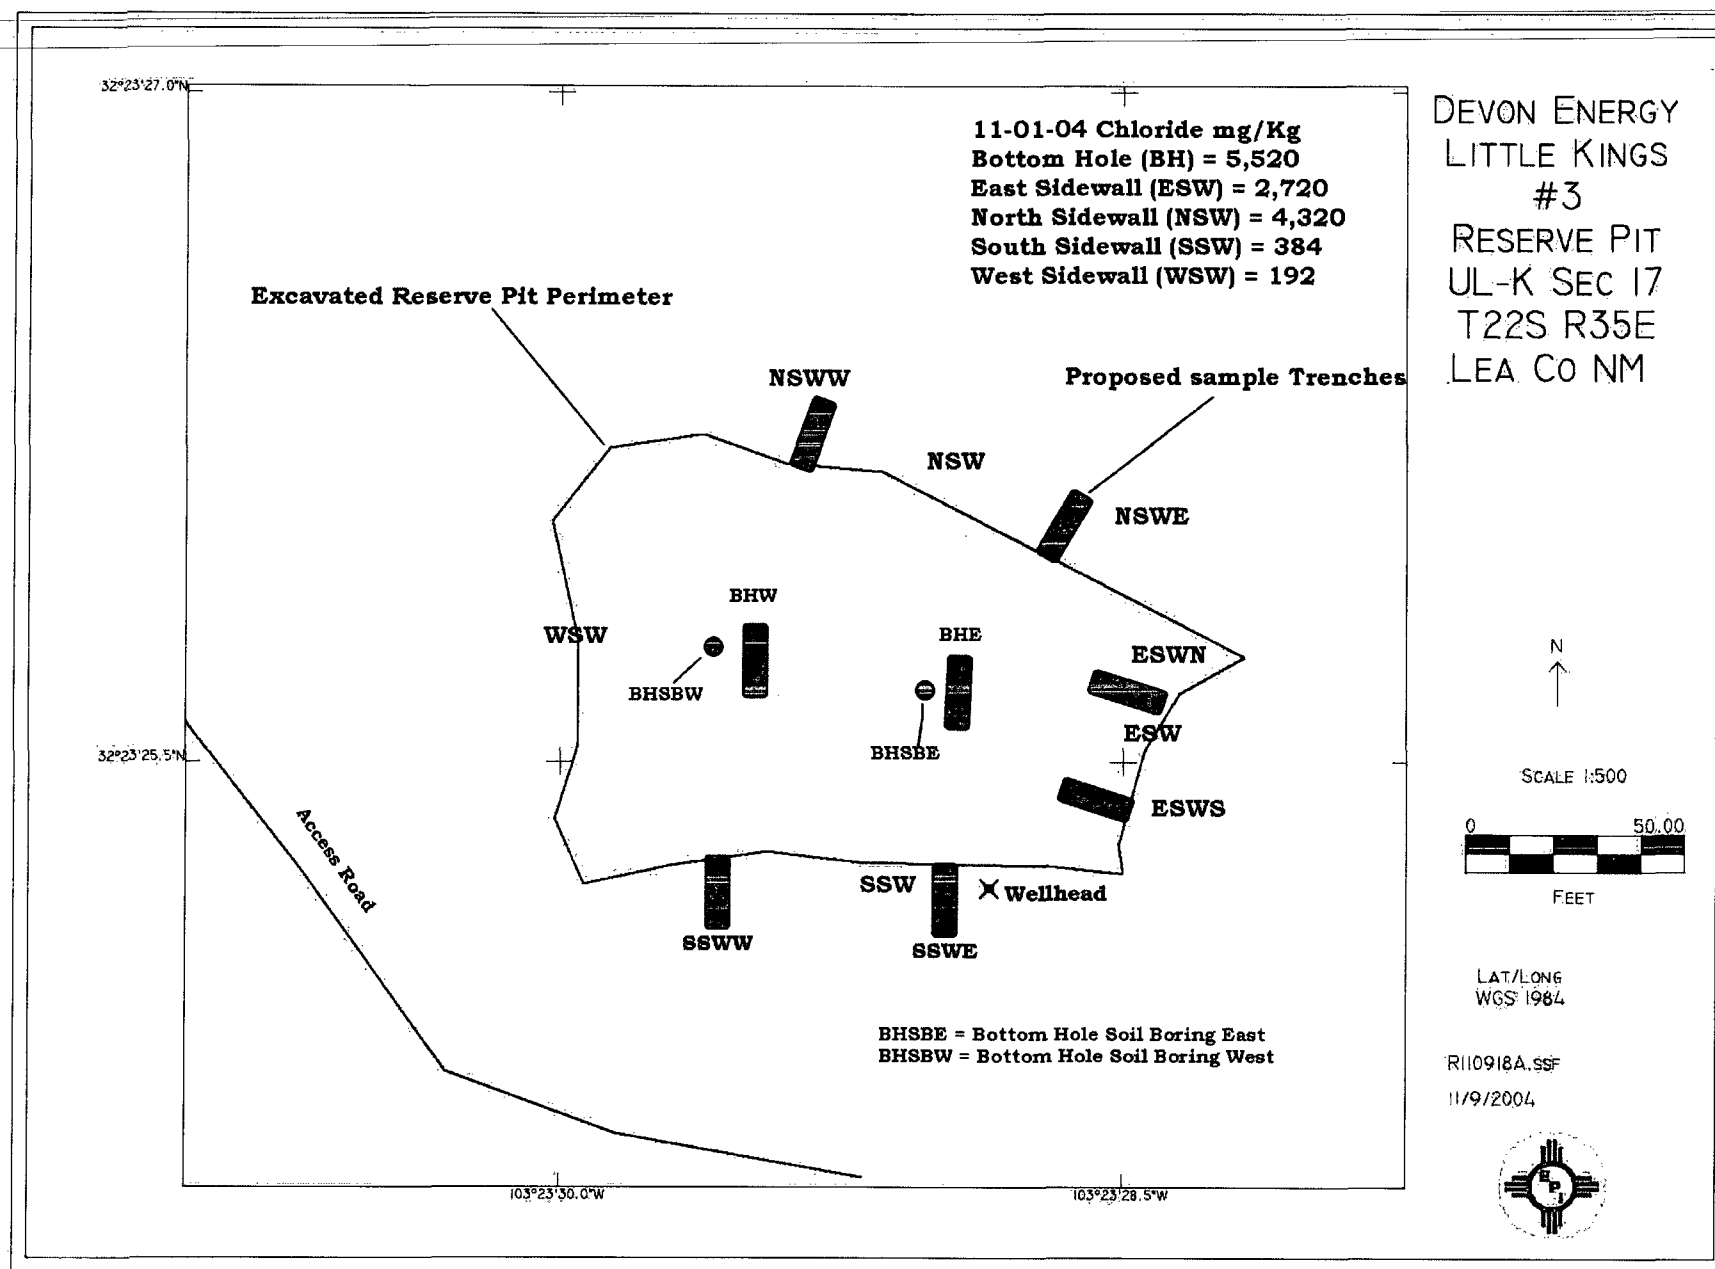 32°23'27.0"N
11-01-04 Chloride mg/Kg
Bottom Hole (BH) = 5,520
East Sidewall (ESW) = 2,720
North Sidewall (NSW) = 4,320
South Sidewall (SSW) = 384
West Sidewall (WSW) = 192
DEVON ENERGY
LITTLE KINGS
#3
RESERVE PIT
UL-K SEC 17
T22S R35E
LEA CO NM
Excavated Reserve Pit Perimeter
NSWW
Proposed sample Trenches
NSW
NSWE
BHW
WSW
BHE
ESWN
BHSBW
ESW
BHSBE
32°23'25.5"N
ESWS
Access Road
SSW
Wellhead
SSWW
SSWE
BHSBE = Bottom Hole Soil Boring East
BHSBW = Bottom Hole Soil Boring West
103°23'30.0"W
103°23'28.5"W
N
SCALE 1:500
0 50.00
FEET
LAT/LONG
WGS 1984
R110918A.SSF
11/9/2004
EPI